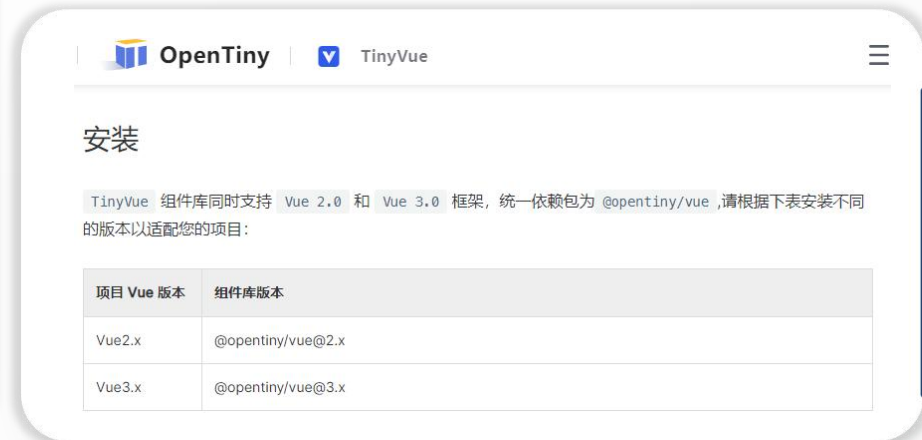 OpenTiny TinyVue
安装
TinyVue 组件库同时支持 Vue 2.0 和 Vue 3.0 框架，统一依赖包为 @opentiny/vue ,请根据下表安装不同
的版本以适配您的项目：
项目 Vue 版本 组件库版本
Vue2.x @opentiny/vue@2.x
Vue3.x @opentiny/vue@3.x